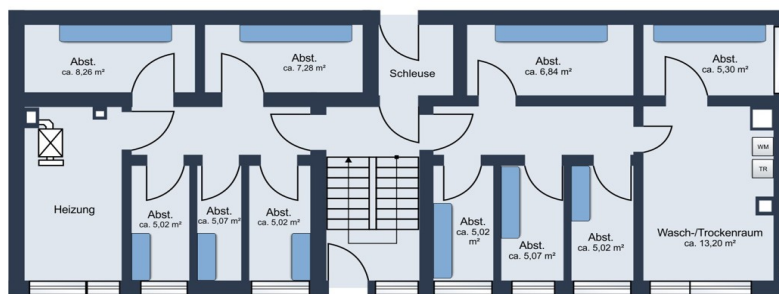 Abst.
ca. 8,26 m²
Abst.
ca. 7,28 m²
Schleuse
Abst.
ca. 6,84 m²
Abst.
ca. 5,30 m²
WM
TR
Heizung
Abst.
ca. 5,02 m²
Abst.
ca. 5,07 m²
Abst.
ca. 5,02 m²
Abst.
ca. 5,02
m²
Abst.
ca. 5,07 m²
Abst.
ca. 5,02 m²
Wasch-/Trockenraum
ca. 13,20 m²